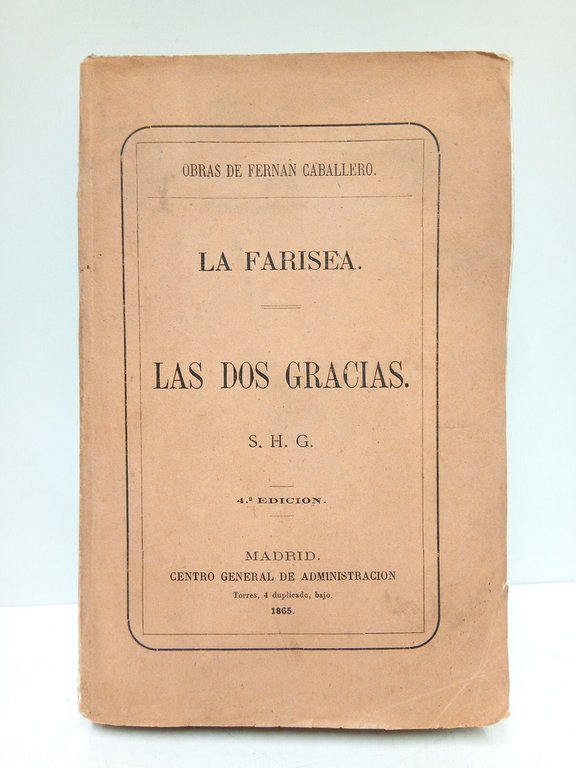 OBRAS DE FERNAN CABALLERO.
LA FARISEA.
LAS DOS GRACIAS.
S. H. G.
4.ª EDICION.
MADRID.
CENTRO GENERAL DE ADMINISTRACION
Torres, 4 duplicado, bajo.
1865.